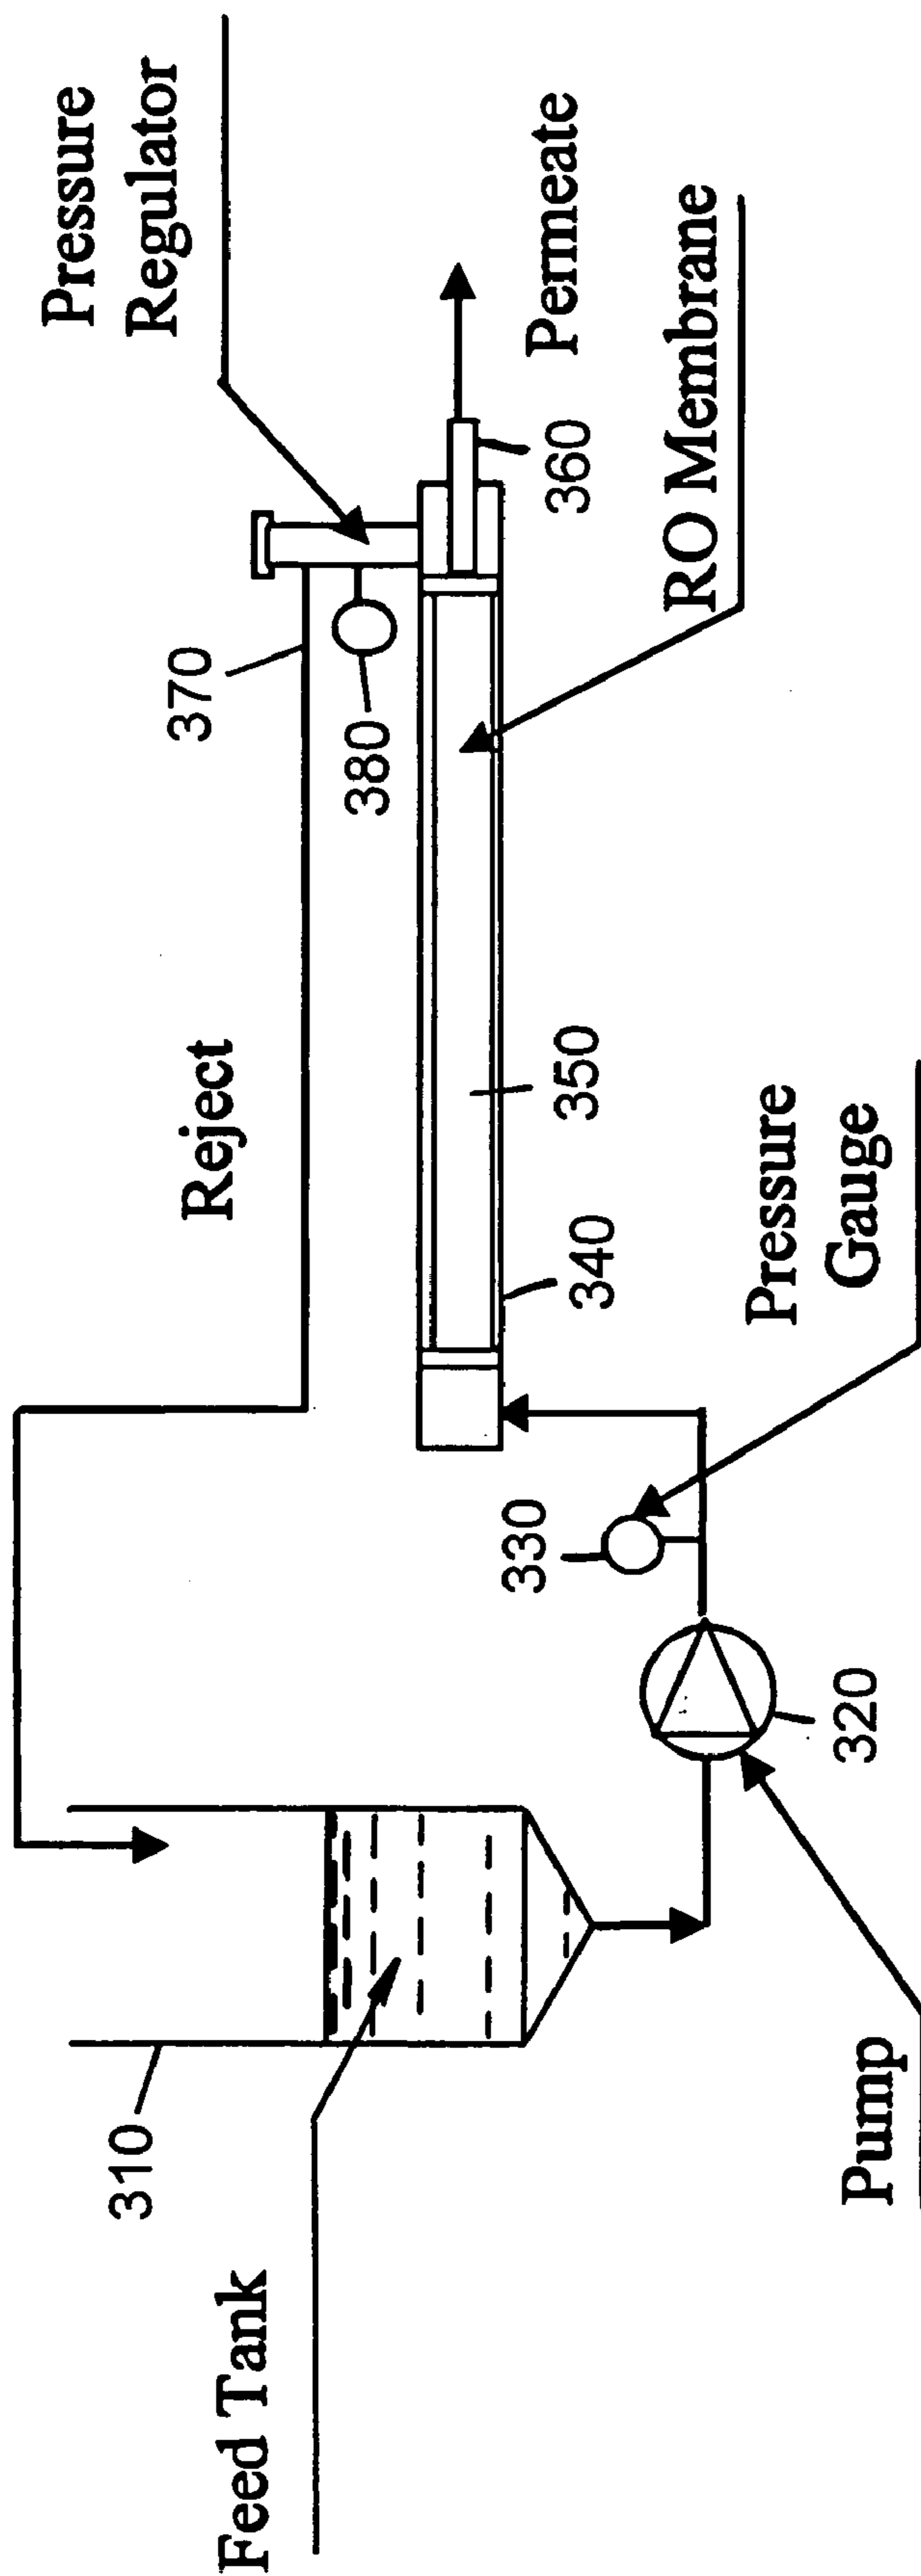 Pressure
Regulator
370
Reject
380
Permeate
360
310
Feed Tank
350
RO Membrane
340
330
Pressure
Gauge
320
Pump